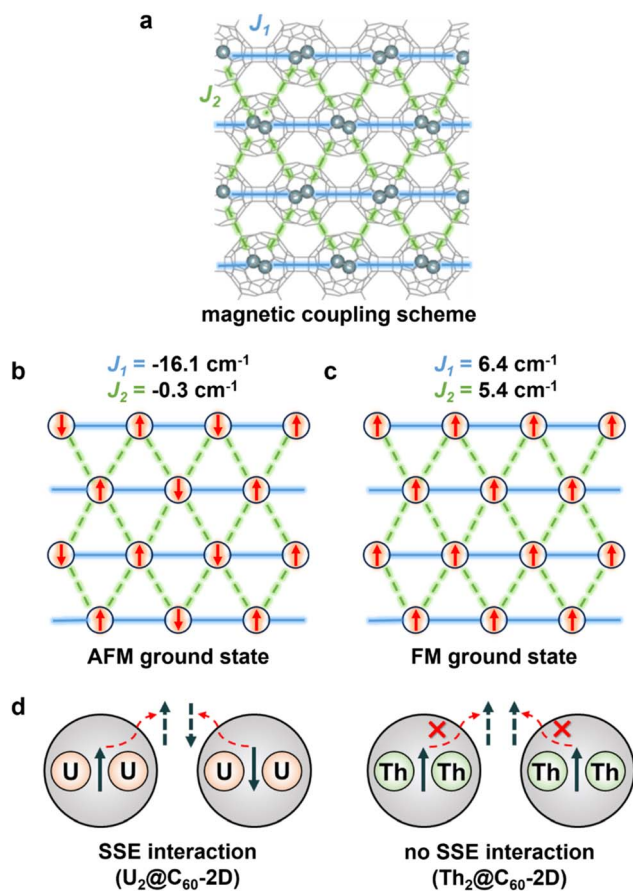 a
J1
J2
magnetic coupling scheme
b
J1 = -16.1 cm-1
J2 = -0.3 cm-1
AFM ground state
c
J1 = 6.4 cm-1
J2 = 5.4 cm-1
FM ground state
d
U U U U
SSE interaction
(U2@C60-2D)
Th Th Th Th
no SSE interaction
(Th2@C60-2D)